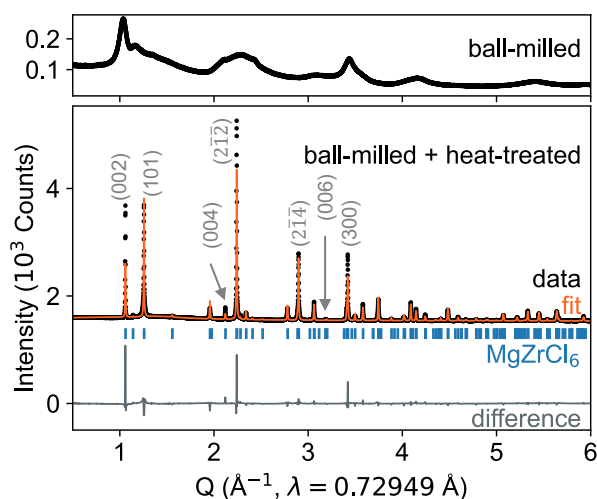 0.2
0.1
ball-milled
Intensity (10³ Counts)
4
2
0
(002)
(101)
(004)
(21̄2̄)
(21̄4̄)
(006)
(300)
ball-milled + heat-treated
data
fit
MgZrCl₆
difference
1 2 3 4 5 6
Q (Å⁻¹, λ = 0.72949 Å)